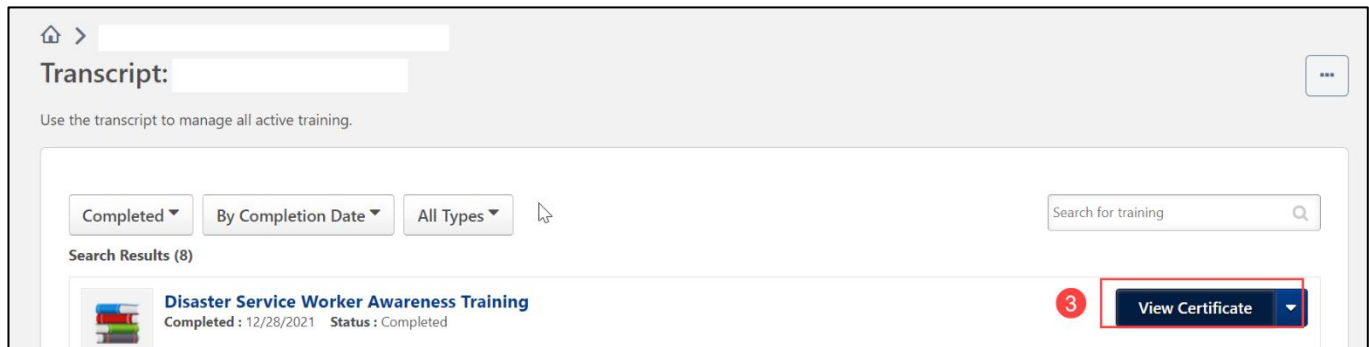 Transcript:
Use the transcript to manage all active training.
Completed By Completion Date All Types Search for training
Search Results (8)
Disaster Service Worker Awareness Training
Completed : 12/28/2021 Status : Completed
3 View Certificate